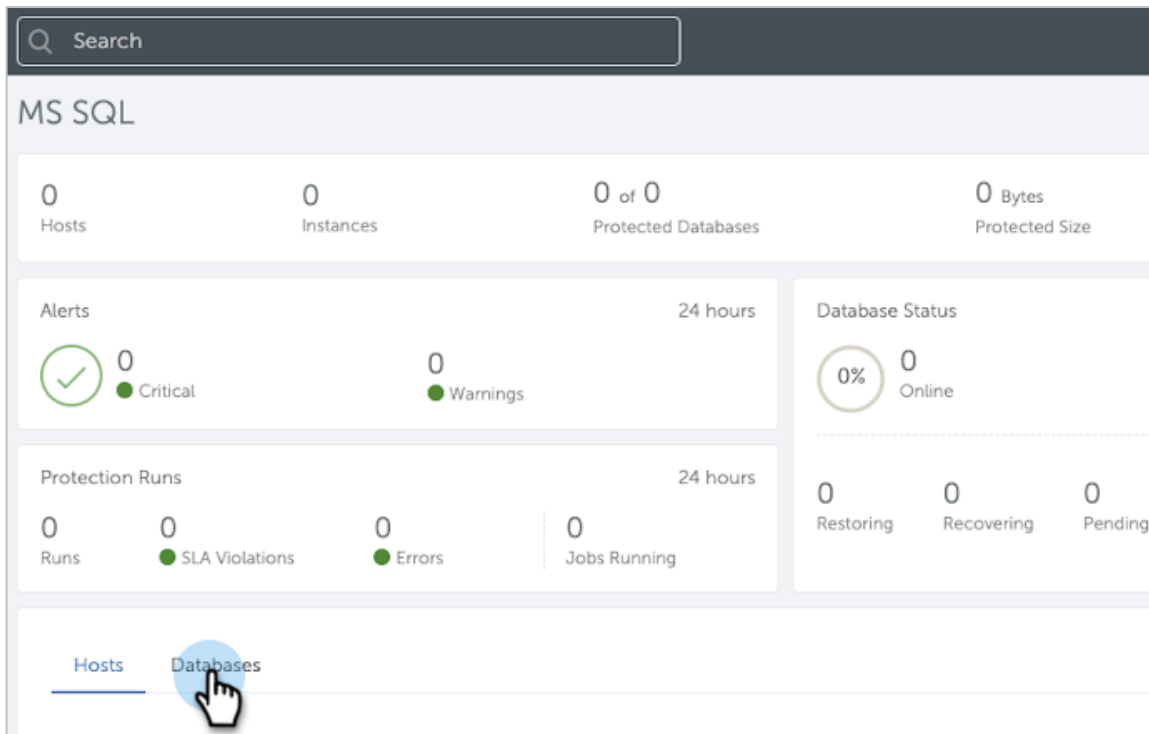 Search
MS SQL
0
Hosts
0
Instances
0 of 0
Protected Databases
0 Bytes
Protected Size
Alerts
24 hours
0
Critical
0
Warnings
Database Status
0%
0
Online
Protection Runs
24 hours
0
Runs
0
SLA Violations
0
Errors
0
Jobs Running
0
Restoring
0
Recovering
0
Pending
Hosts
Databases